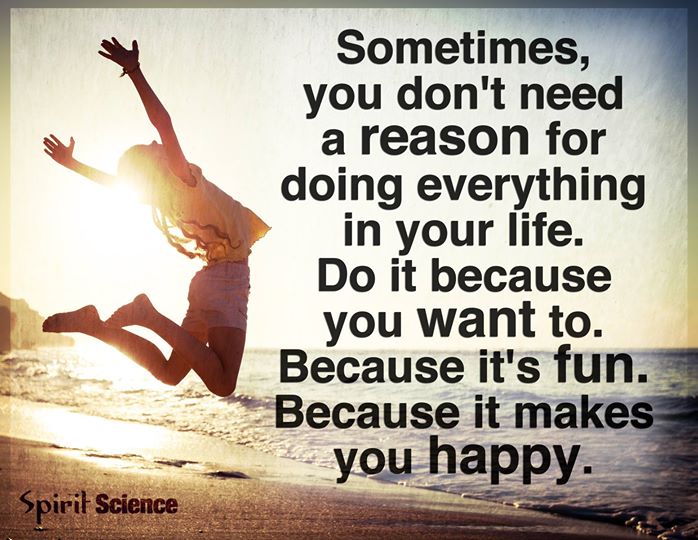 Sometimes,
you don't need
a reason for
doing everything
in your life.
Do it because
you want to.
Because it's fun.
Because it makes
you happy.
Spirit Science